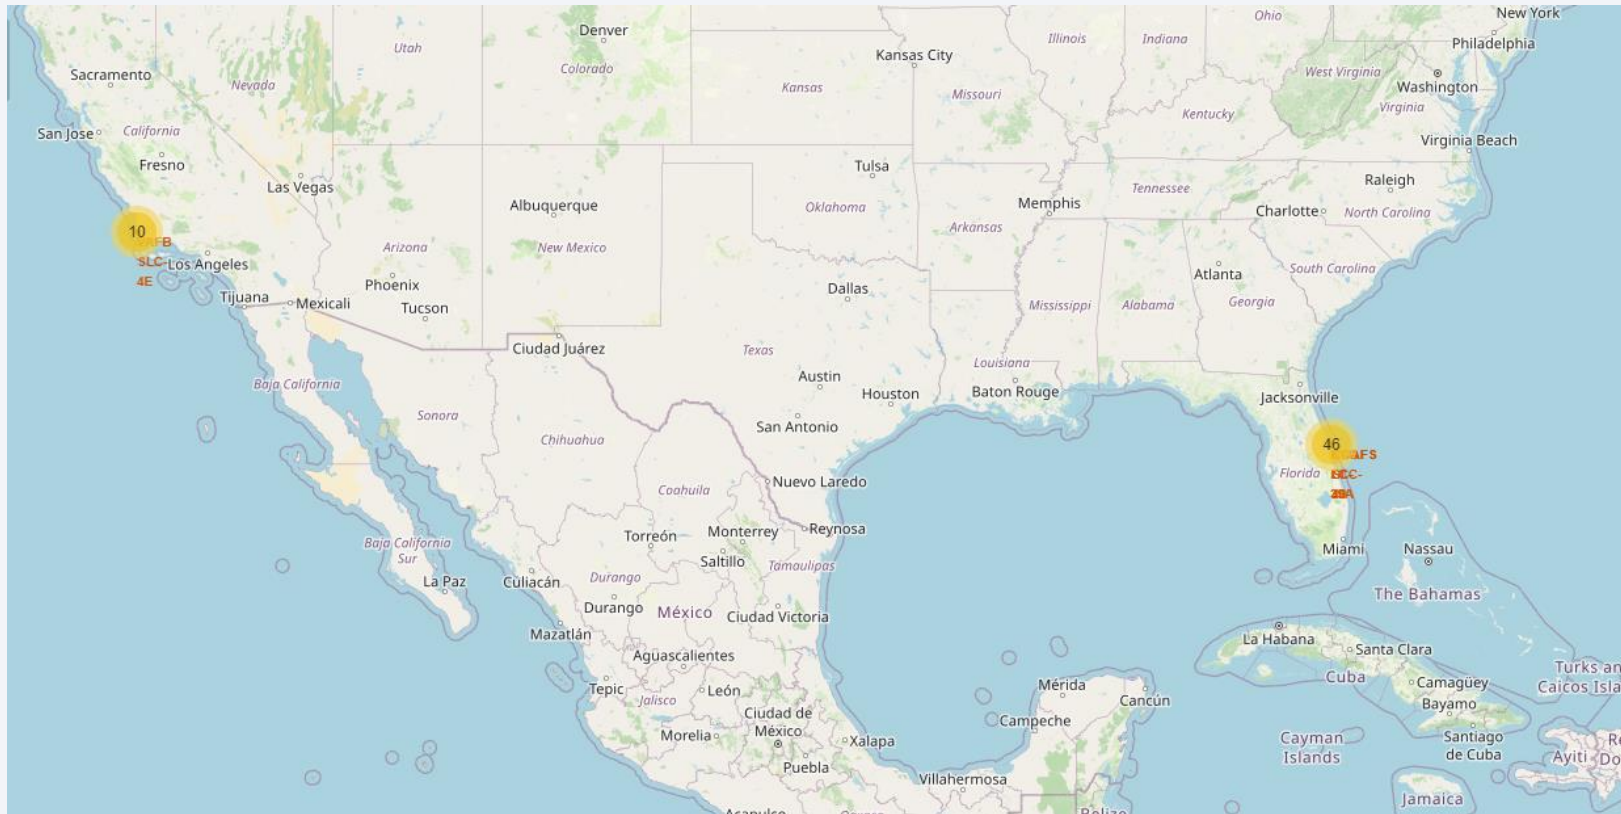 New York
Ohio
Denver
Philadelphia
Illinois
Indiana
Utah
Kansas City
Colorado
West Virginia
Sacramento
Nevada
Kansas
Washington
Missouri
Virginia
Kentucky
San Jose
California
Virginia Beach
Fresno
Tulsa
Las Vegas
Raleigh
Tennessee
Albuquerque
Memphis
Oklahoma
Charlotte
North Carolina
10
Arkansas
Arizona
New Mexico
SLC-
4E
Los Angeles
South Carolina
Atlanta
Phoenix
Dallas
Tijuana
Mexicali
Tucson
Mississippi
Alabama
Georgia
Ciudad Juárez
Texas
Louisiana
Austin
Baja California
Houston
Baton Rouge
Jacksonville
Sonora
San Antonio
Chihuahua
46
Florida
Nuevo Laredo
Coahuila
Reynosa
Torreón
Monterrey
Baja California
Sur
Miami
Nassau
Saltillo
Tamaulipas
La Paz
Culiacán
Durango
The Bahamas
Durango
México
Ciudad Victoria
Mazatlán
La Habana
Santa Clara
Aguascalientes
Cuba
Tepic
León
Mérida
Camagüey
Jalisco
Cancún
Bayamo
Ciudad de
México
Campeche
Morelia
Xalapa
Cayman
Islands
Santiago
de Cuba
Ayiti
Puebla
Villahermosa
Jamaica